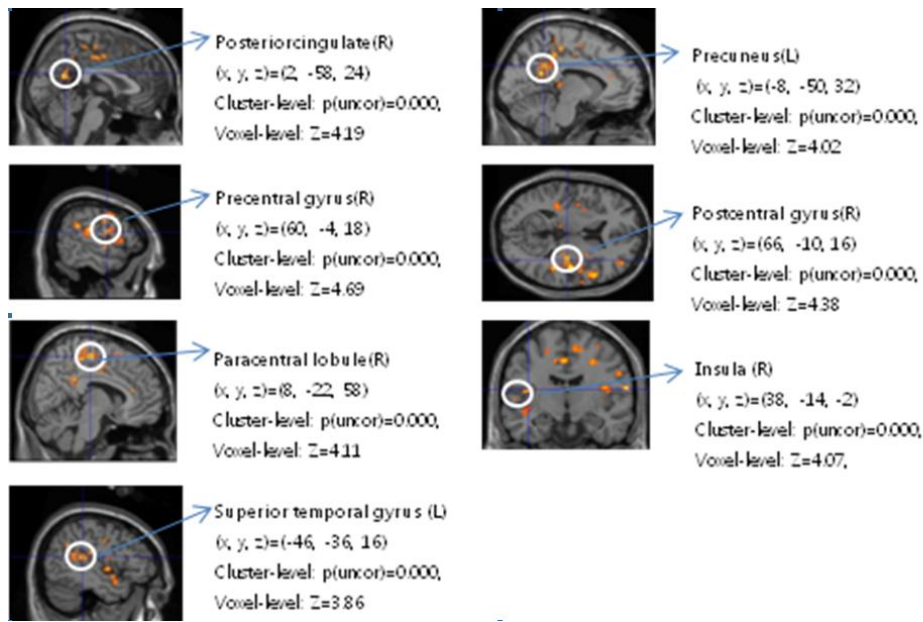 Posteriorcingulate(R)
(x, y, z)=(2, -58, 24)
Cluster-level: p(uncor)=0.000,
Voxel-level: Z=4.19
Precentral gyrus(R)
(x, y, z)=(60, -4, 18)
Cluster-level: p(uncor)=0.000,
Voxel-level: Z=4.69
Paracentral lobule(R)
(x, y, z)=(8, -22, 58)
Cluster-level: p(uncor)=0.000,
Voxel-level: Z=4.11
Superior temporal gyrus (L)
(x, y, z)=(-46, -36, 16)
Cluster-level: p(uncor)=0.000,
Voxel-level: Z=3.86
Precuneus(L)
(x, y, z)=(-8, -50, 32)
Cluster-level: p(uncor)=0.000,
Voxel-level: Z=4.02
Postcentral gyrus(R)
(x, y, z)=(66, -10, 16)
Cluster-level: p(uncor)=0.000,
Voxel-level: Z=4.38
Insula (R)
(x, y, z)=(38, -14, -2)
Cluster-level: p(uncor)=0.000,
Voxel-level: Z=4.07,